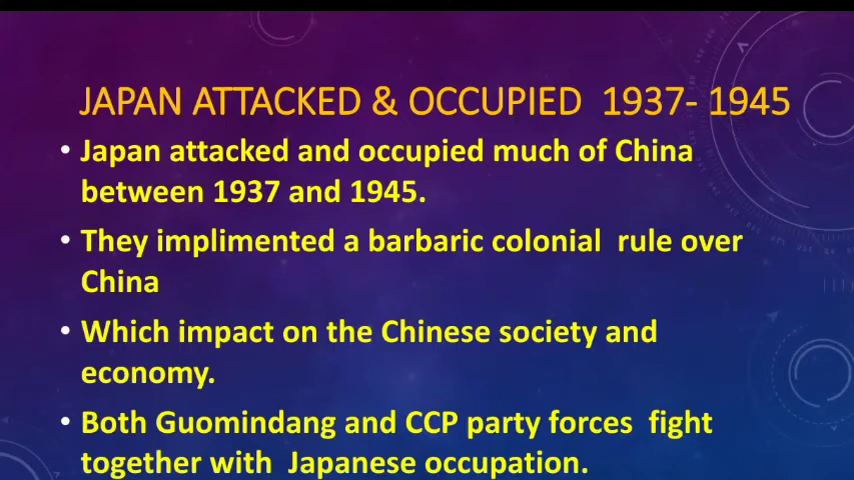 JAPAN ATTACKED & OCCUPIED 1937- 1945
• Japan attacked and occupied much of China
between 1937 and 1945.
• They implimented a barbaric colonial rule over
China
• Which impact on the Chinese society and
economy.
• Both Guomindang and CCP party forces fight
together with Japanese occupation.